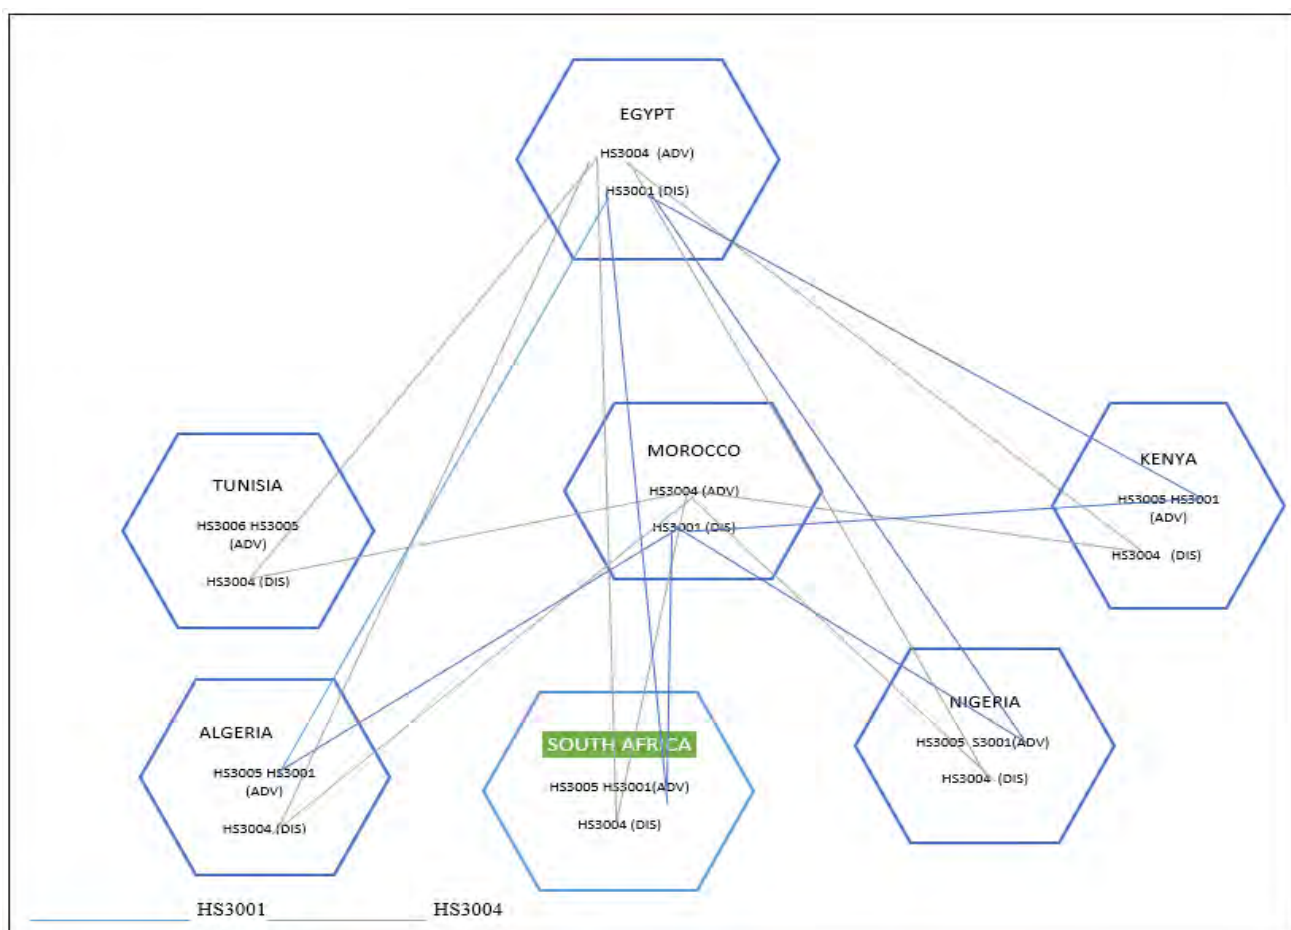 EGYPT
HS3004 (ADV)
HS3001 (DIS)
MOROCCO
HS3004 (ADV)
HS3001 (DIS)
KENYA
HS3005 HS3001
(ADV)
HS3004 (DIS)
TUNISIA
HS3006 HS3005
(ADV)
HS3004 (DIS)
NIGERIA
HS3005 S3001(ADV)
HS3004 (DIS)
ALGERIA
HS3005 HS3001
(ADV)
HS3004 (DIS)
SOUTH AFRICA
HS3005 HS3001(ADV)
HS3004 (DIS)
HS3001 HS3004